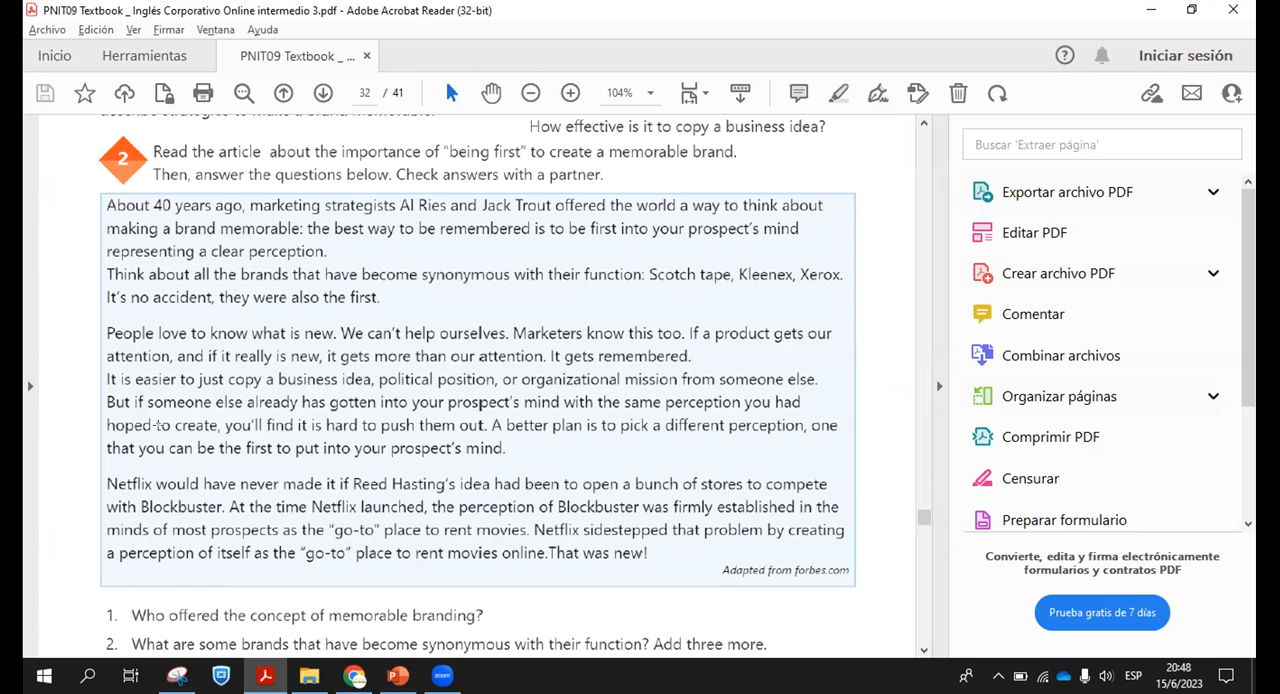 PNIT09 Textbook _ Inglés Corporativo Online intermedio 3.pdf - Adobe Acrobat Reader (32-bit)
Archivo Edición Ver Firmar Ventana Ayuda
Inicio Herramientas PNIT09 Textbook _ ... × Iniciar sesión
32 / 41 104%
How effective is it to copy a business idea?
2 Read the article about the importance of "being first" to create a memorable brand.
Then, answer the questions below. Check answers with a partner.
About 40 years ago, marketing strategists Al Ries and Jack Trout offered the world a way to think about
making a brand memorable: the best way to be remembered is to be first into your prospect's mind
representing a clear perception.
Think about all the brands that have become synonymous with their function: Scotch tape, Kleenex, Xerox.
It's no accident, they were also the first.
People love to know what is new. We can't help ourselves. Marketers know this too. If a product gets our
attention, and if it really is new, it gets more than our attention. It gets remembered.
It is easier to just copy a business idea, political position, or organizational mission from someone else.
But if someone else already has gotten into your prospect's mind with the same perception you had
hoped to create, you'll find it is hard to push them out. A better plan is to pick a different perception, one
that you can be the first to put into your prospect's mind.
Netflix would have never made it if Reed Hasting's idea had been to open a bunch of stores to compete
with Blockbuster. At the time Netflix launched, the perception of Blockbuster was firmly established in the
minds of most prospects as the "go-to" place to rent movies. Netflix sidestepped that problem by creating
a perception of itself as the "go-to" place to rent movies online.That was new!
Adapted from forbes.com
1. Who offered the concept of memorable branding?
2. What are some brands that have become synonymous with their function? Add three more.
Buscar 'Extraer página'
Exportar archivo PDF
Editar PDF
Crear archivo PDF
Comentar
Combinar archivos
Organizar páginas
Comprimir PDF
Censurar
Preparar formulario
Convierte, edita y firma electrónicamente
formularios y contratos PDF
Prueba gratis de 7 días
zoom
ESP
20:48
15/6/2023